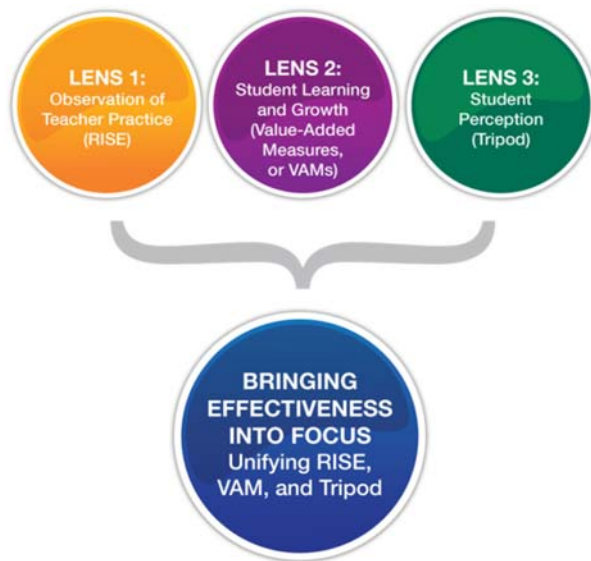 LENS 1:
Observation of
Teacher Practice
(RISE)
LENS 2:
Student Learning
and Growth
(Value-Added
Measures,
or VAMs)
LENS 3:
Student
Perception
(Tripod)
BRINGING
EFFECTIVENESS
INTO FOCUS
Unifying RISE,
VAM, and Tripod